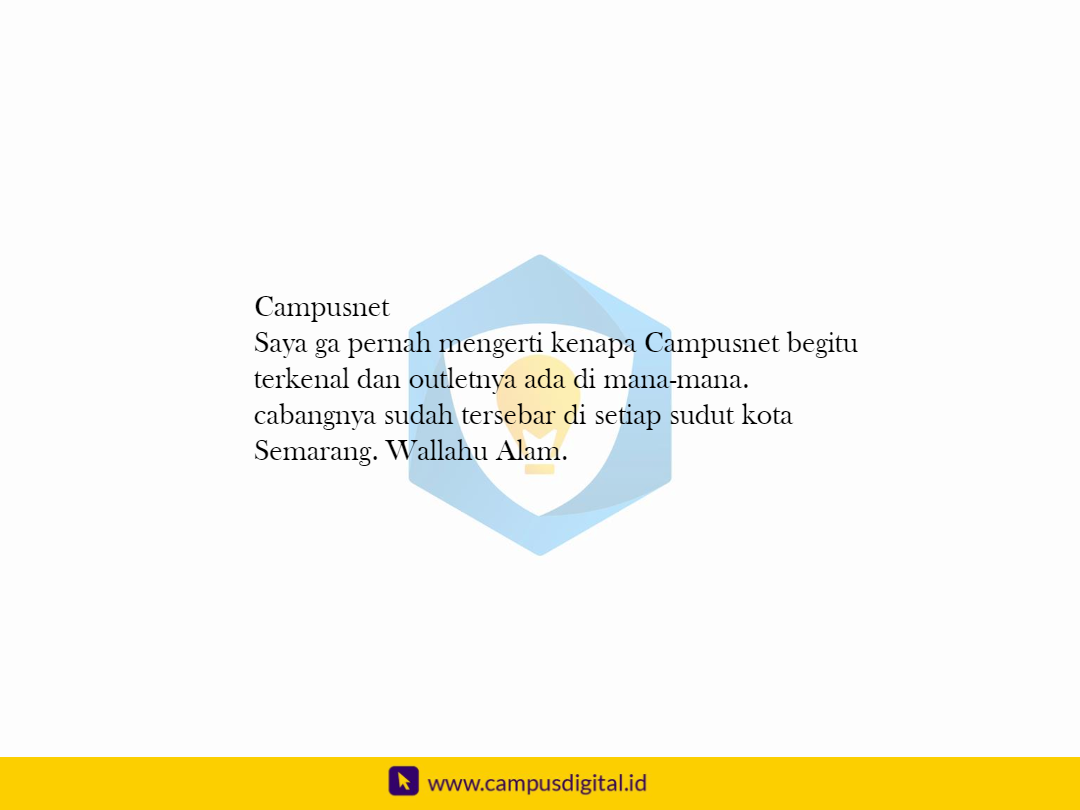 Campusnet
Saya ga pernah mengerti kenapa Campusnet begitu
terkenal dan outletnya ada di mana-mana.
cabangnya sudah tersebar di setiap sudut kota
Semarang. Wallahu Alam.
www.campusdigital.id